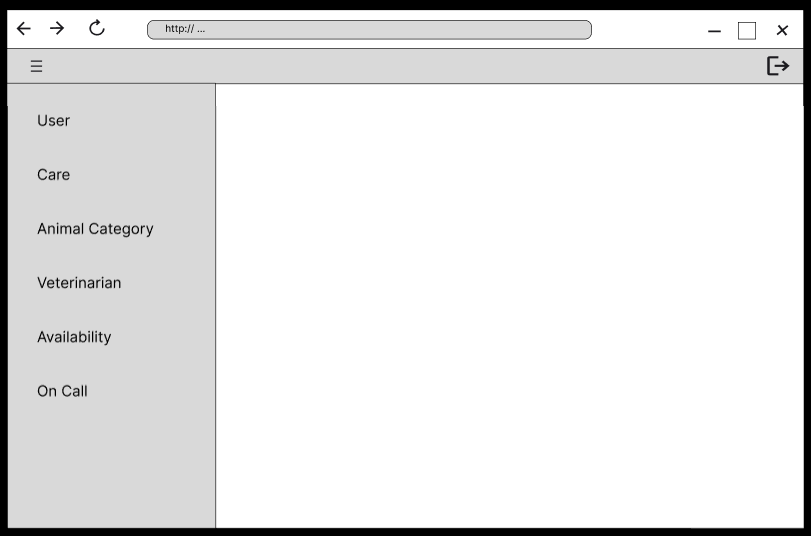 http:// ...
User
Care
Animal Category
Veterinarian
Availability
On Call